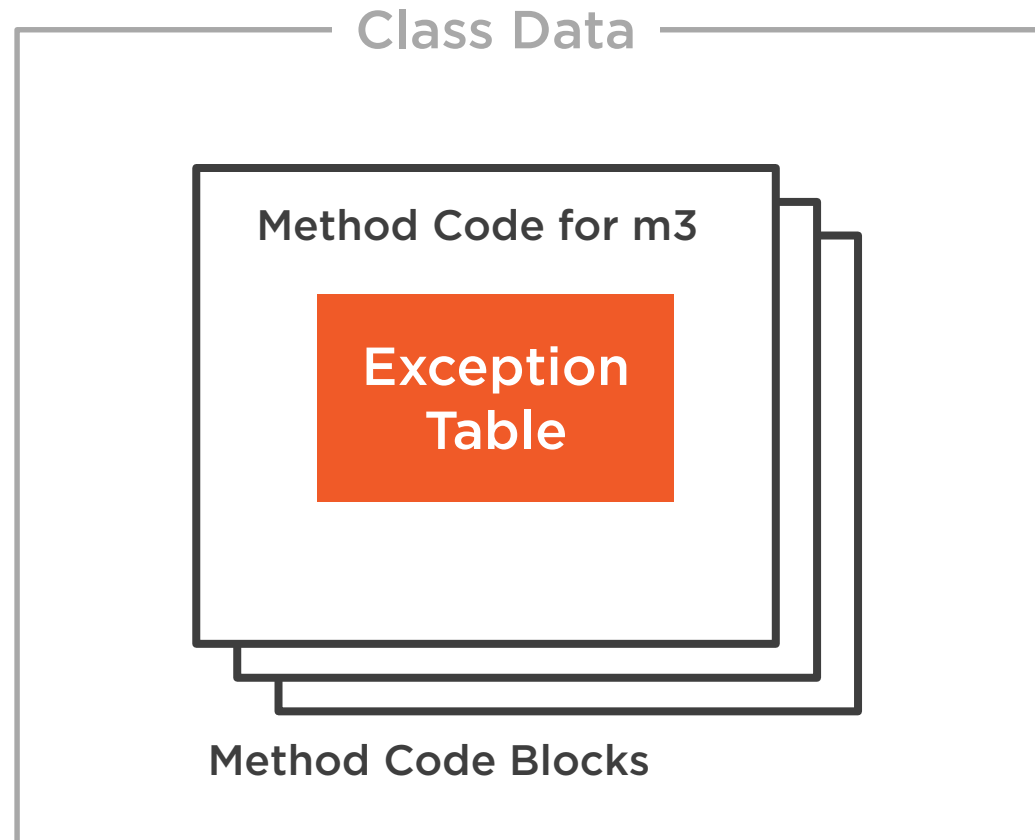 Class Data
Method Code for m3
Exception
Table
Method Code Blocks